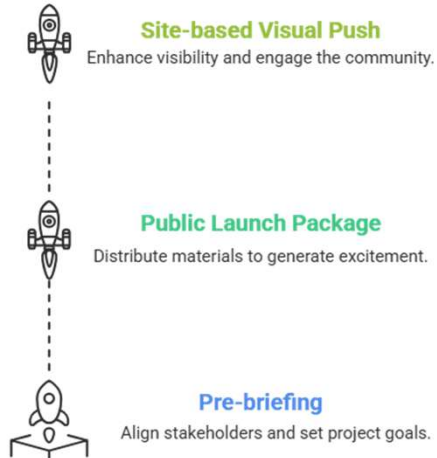 Site-based Visual Push
Enhance visibility and engage the community.
Public Launch Package
Distribute materials to generate excitement.
Pre-briefing
Align stakeholders and set project goals.